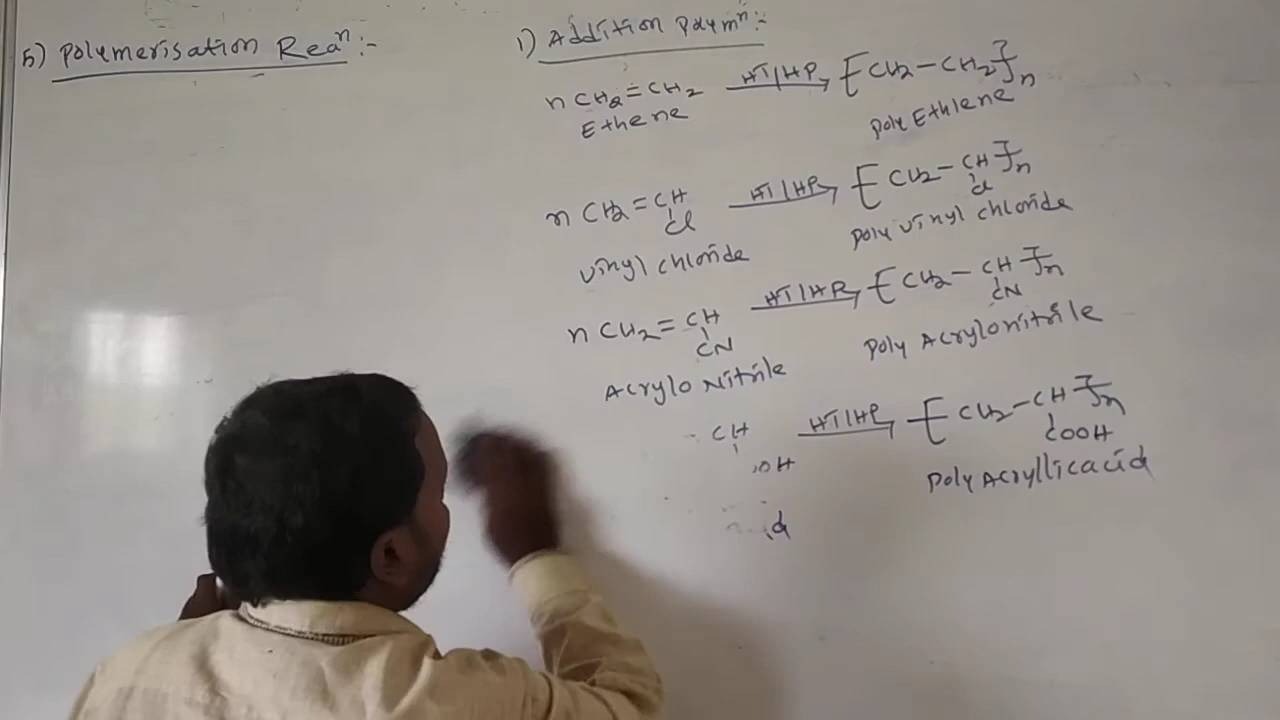 5) Polymerisation Reaⁿ:-
1) Addition Polymⁿ:-
n CH2=CH2 HT/HP [CH2-CH2]n
Ethene Poly Ethlene
n CH2=CH HT/HP [CH2-CH]n
Cl Cl
Vinyl chloride Poly Vinyl chloride
n CH2=CH HT/HP [CH2-CH]n
CN CN
Acrylo Nitrile Poly Acrylonitrile
CH HT/HP [CH2-CH]n
OH COOH
Poly Acryllicacid
d